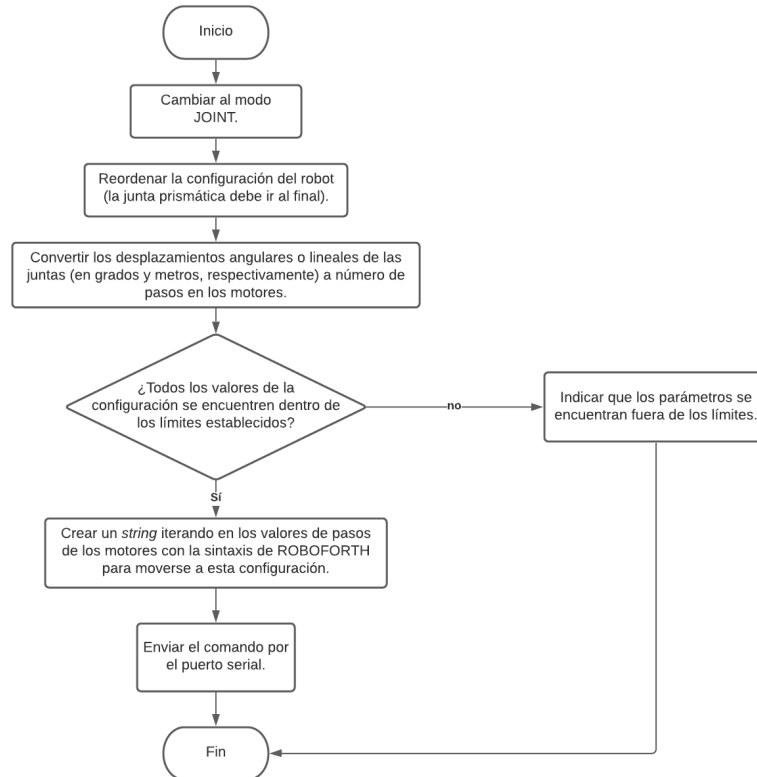 Inicio
Cambiar al modo
JOINT.
Reordenar la configuración del robot
(la junta prismática debe ir al final).
Convertir los desplazamientos angulares o lineales de las
juntas (en grados y metros, respectivamente) a número de
pasos en los motores.
¿Todos los valores de la
configuración se encuentren dentro de
los límites establecidos?
no
Indicar que los parámetros se
encuentran fuera de los límites.
Sí
Crear un string iterando en los valores de pasos
de los motores con la sintaxis de ROBOFORTH
para moverse a esta configuración.
Enviar el comando por
el puerto serial.
Fin